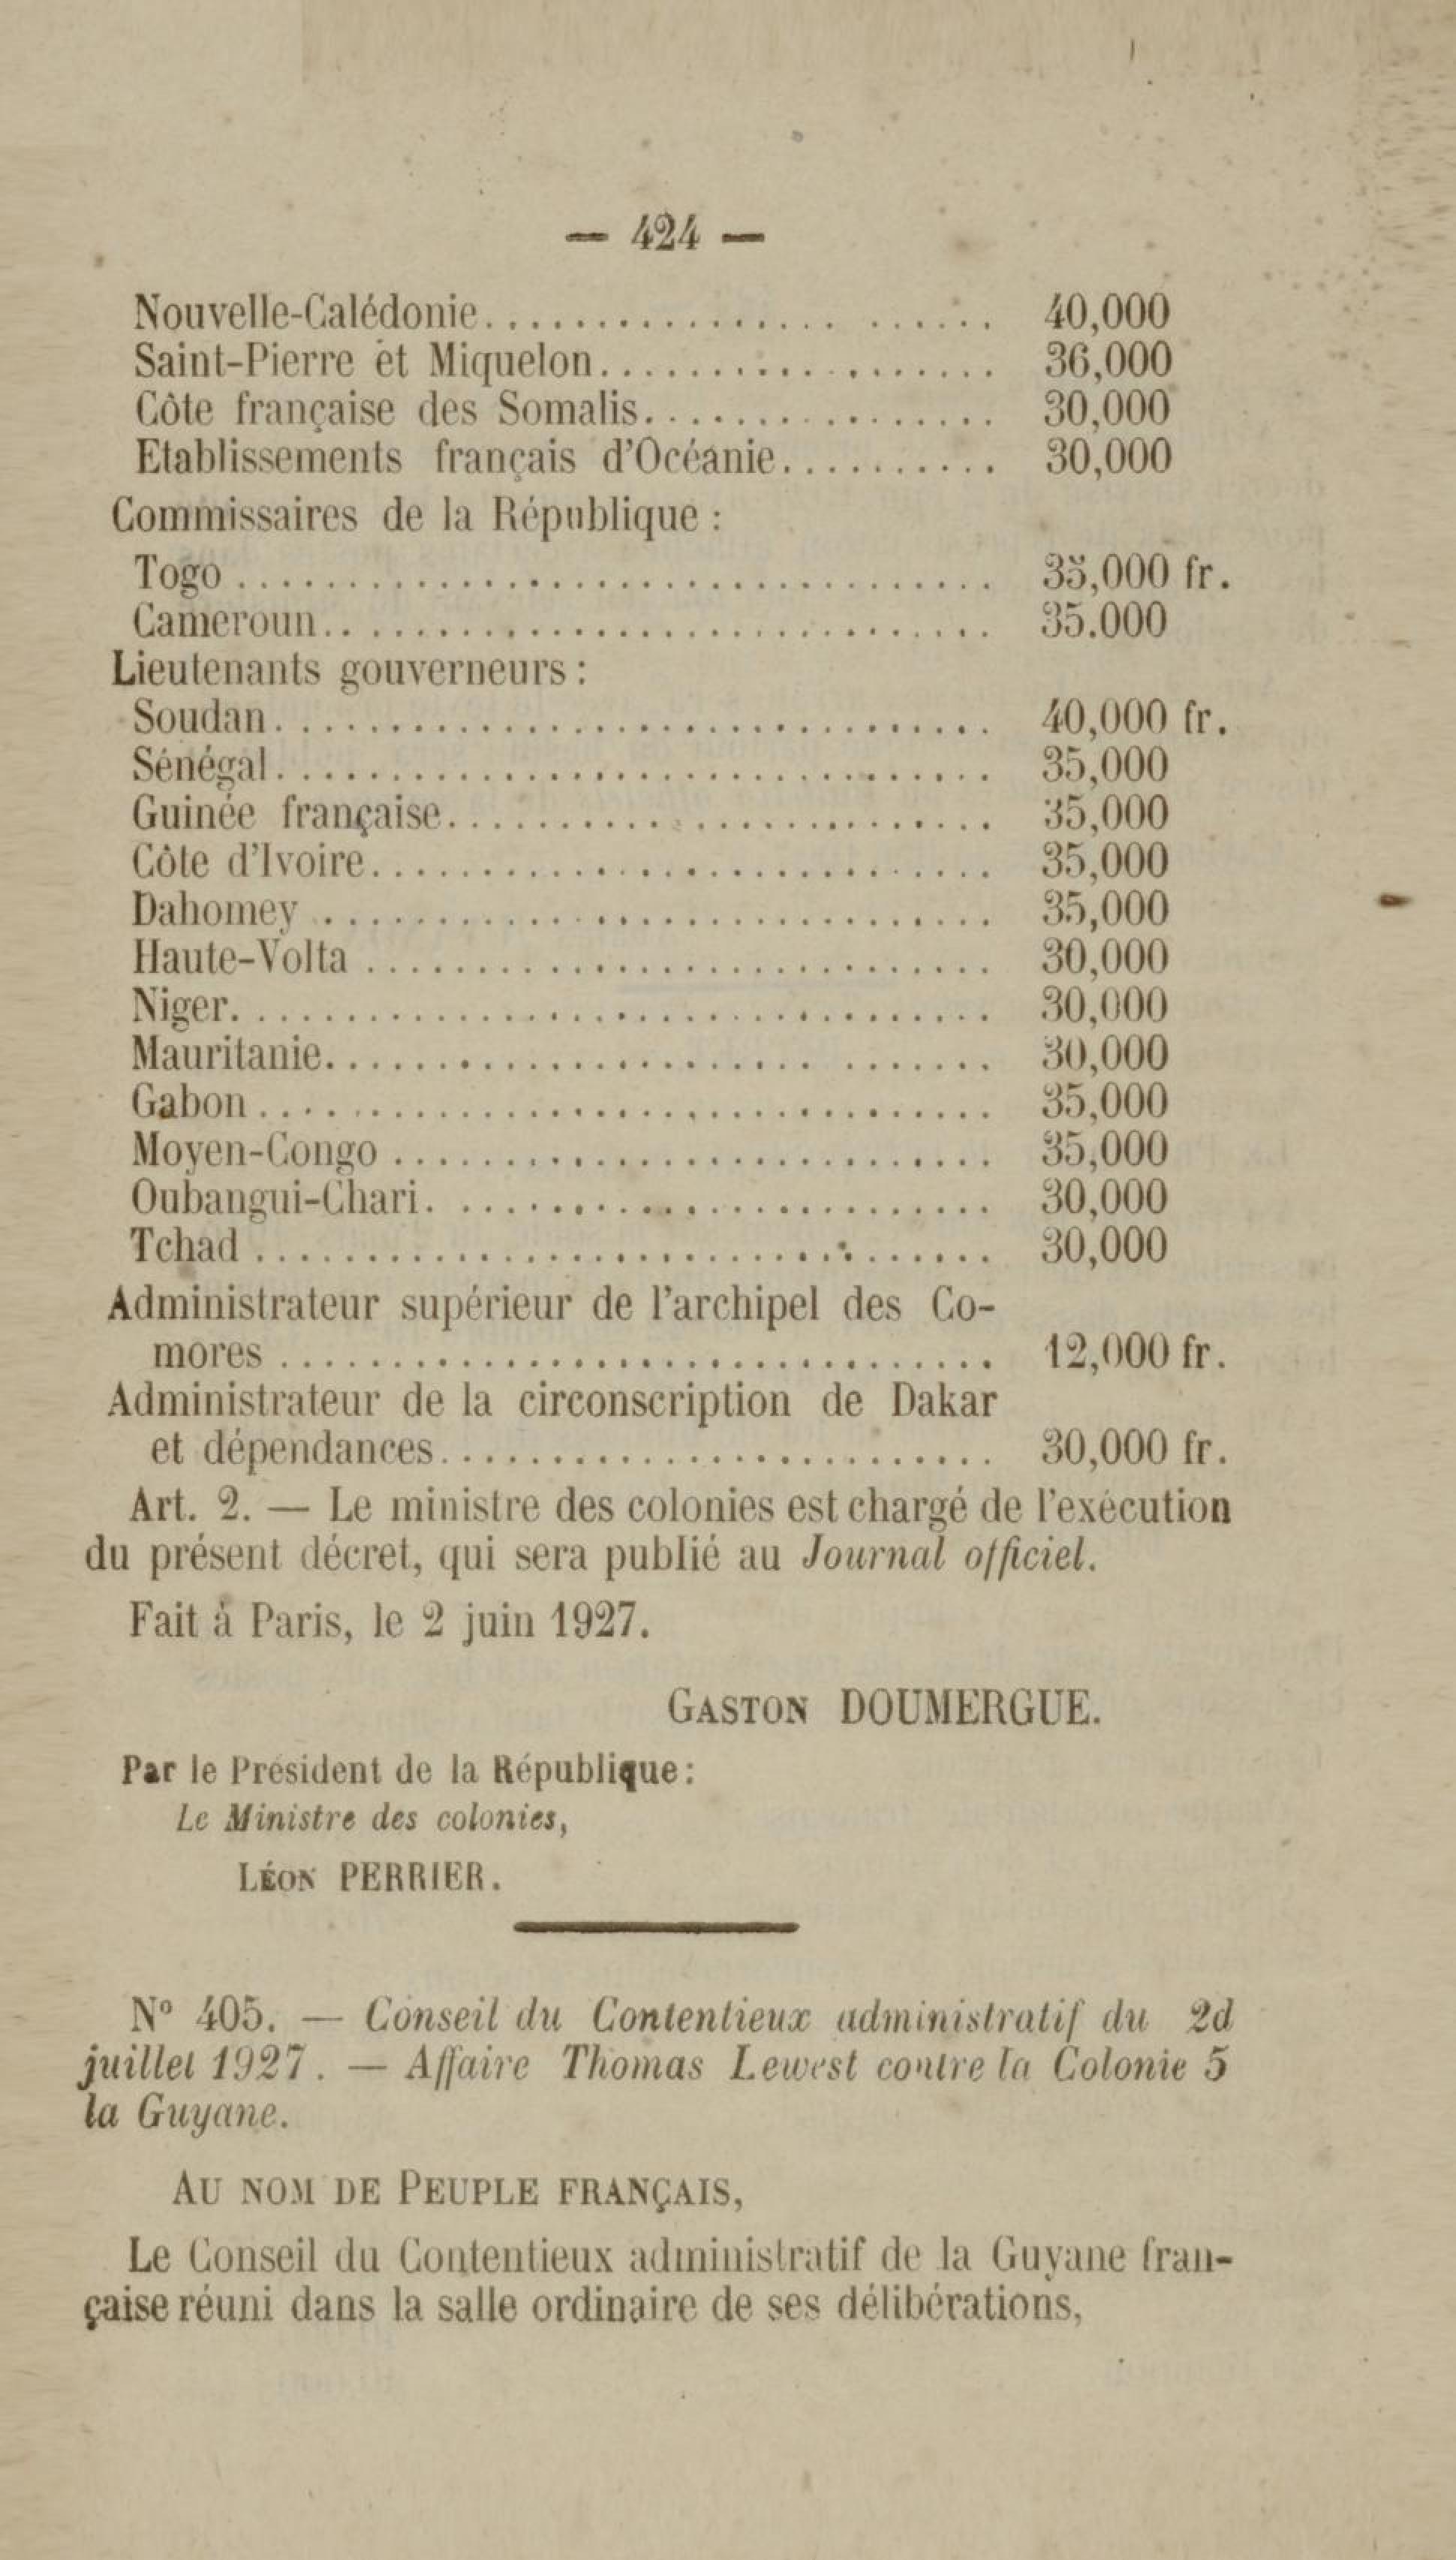 — 424 —
Nouvelle-Calédonie...................... 40,000
Saint-Pierre et Miquelon.................. 36,000
Côte française des Somalis................ 30,000
Etablissements français d'Océanie.......... 30,000
Commissaires de la République :
Togo .................................. 35,000 fr.
Cameroun.............................. 35.000
Lieutenants gouverneurs :
Soudan................................ 40,000 fr.
Sénégal................................ 35,000
Guinée française........................ 35,000
Côte d'Ivoire............................ 35,000
Dahomey .............................. 35,000
Haute-Volta ............................ 30,000
Niger.................................. 30,000
Mauritanie............................. 30,000
Gabon ................................. 35,000
Moyen-Congo ........................... 35,000
Oubangui-Chari......................... 30,000
Tchad ................................. 30,000
Administrateur supérieur de l'archipel des Co-
mores ................................ 12,000 fr.
Administrateur de la circonscription de Dakar
et dépendances......................... 30,000 fr.
Art. 2. — Le ministre des colonies est chargé de l'exécution
du présent décret, qui sera publié au Journal officiel.
Fait à Paris, le 2 juin 1927.
GASTON DOUMERGUE.
Par le Président de la République :
Le Ministre des colonies,
LÉON PERRIER.
N° 405. — Conseil du Contentieux administratif du 2d
juillet 1927. — Affaire Thomas Lewest contre la Colonie 5
la Guyane.
AU NOM DE PEUPLE FRANÇAIS,
Le Conseil du Contentieux administratif de la Guyane fran-
çaise réuni dans la salle ordinaire de ses délibérations,